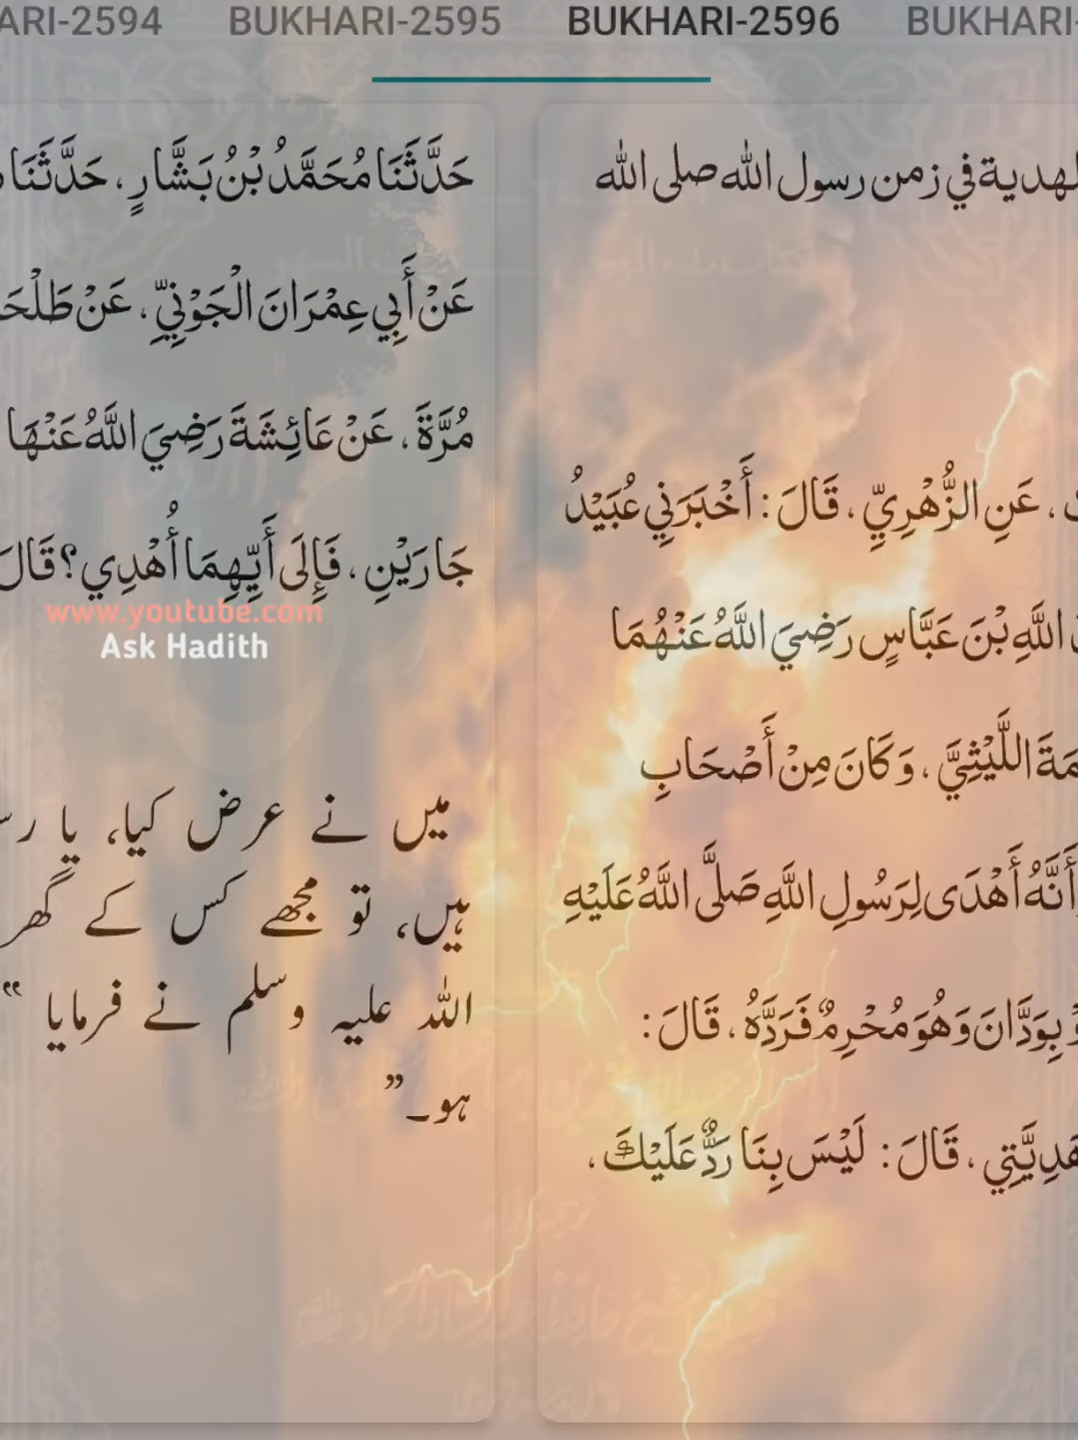 ARI-2594 BUKHARI-2595 BUKHARI-2596 BUKHARI-
حَدَّثَنَا مُحَمَّدُ بْنُ بَشَّارٍ ، حَدَّثَنَا
عَنْ أَبِي عِمْرَانَ الْجَوْنِيِّ ، عَنْ طَلْحَ
مُرَّةَ ، عَنْ عَائِشَةَ رَضِيَ اللَّهُ عَنْهَا
جَارَيْنِ ، فَإِلَى أَيِّهِمَا أُهْدِي ؟ قَالَ
www.youtube.com
Ask Hadith
میں نے عرض کیا، یا رس
ہیں، تو مجھے کس کے گھر
اللہ علیہ وسلم نے فرمایا “
ہو۔”
لهدية في زمن رسول الله صلى الله
، عَنِ الزُّهْرِيِّ ، قَالَ : أَخْبَرَنِي عُبَيْدُ
اللَّهِ بْنَ عَبَّاسٍ رَضِيَ اللَّهُ عَنْهُمَا
مَةَ اللَّيْثِيَّ ، وَكَانَ مِنْ أَصْحَابِ
أَنَّهُ أَهْدَى لِرَسُولِ اللَّهِ صَلَّى اللَّهُ عَلَيْهِ
بِوَدَّانَ وَهُوَ مُحْرِمٌ فَرَدَّهُ ، قَالَ :
هَدِيَّتِي ، قَالَ : لَيْسَ بِنَا رَدٌّ عَلَيْكَ ،